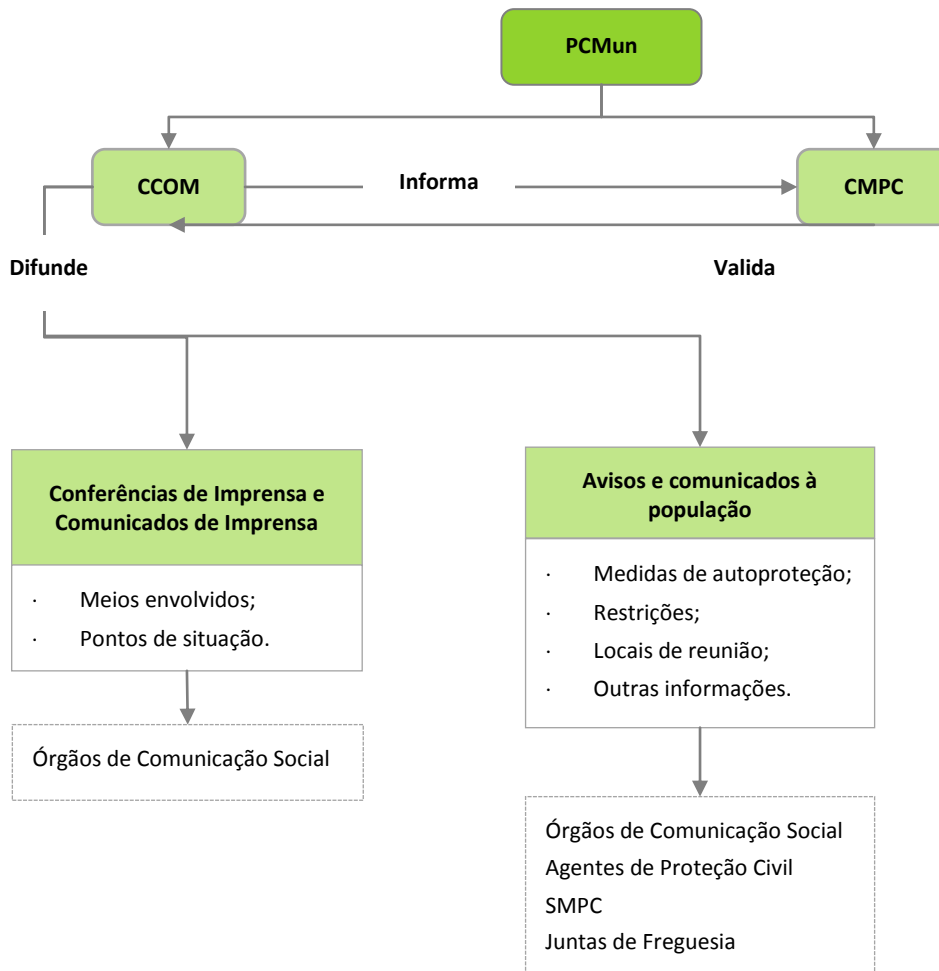 PCMun
CCOM
Informa
CMPC
Difunde
Valida
Conferências de Imprensa e
Comunicados de Imprensa
· Meios envolvidos;
· Pontos de situação.
Órgãos de Comunicação Social
Avisos e comunicados à
população
· Medidas de autoproteção;
· Restrições;
· Locais de reunião;
· Outras informações.
Órgãos de Comunicação Social
Agentes de Proteção Civil
SMPC
Juntas de Freguesia